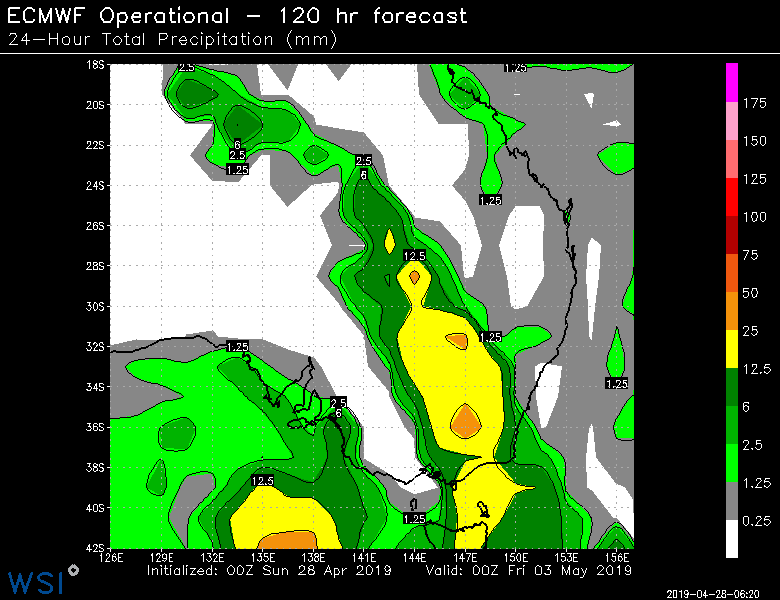 ECMWF Operational – 120 hr forecast
24–Hour Total Precipitation (mm)
18S
20S
22S
24S
26S
28S
30S
32S
34S
36S
38S
40S
42S
2.5
1.25
6
2.5
1.25
2.5
6
1.25
12.5
1.25
1.25
1.25
2.5
6
12.5
1.25
126E 129E 132E 135E 138E 141E 144E 147E 150E 153E 156E
175
150
125
100
75
50
25
12.5
6
2.5
1.25
0.25
Initialized: 00Z Sun 28 Apr 2019 Valid: 00Z Fri 03 May 2019
WSI
2019-04-28-06:20